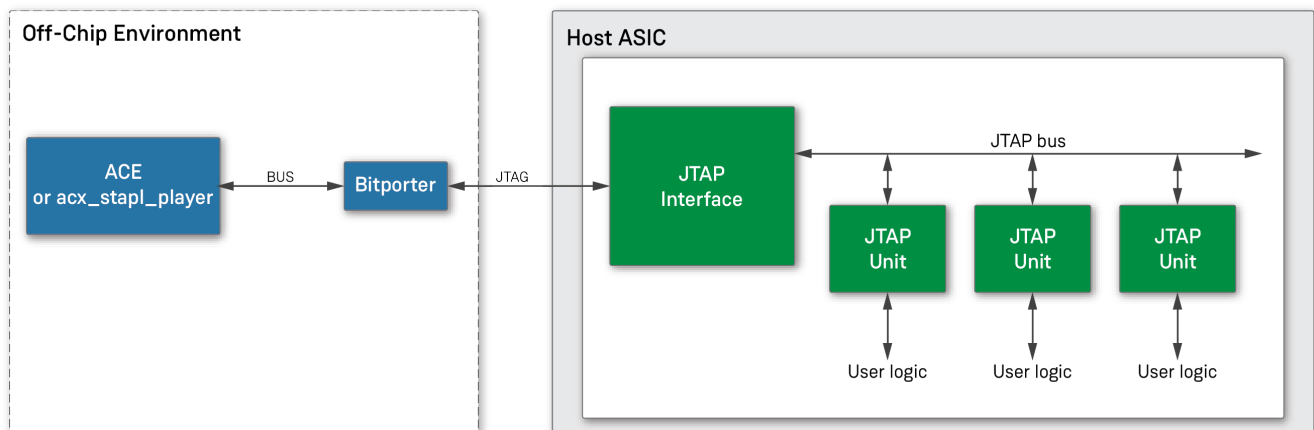 Off-Chip Environment
Host ASIC
ACE
or acx_stapl_player
BUS
Bitporter
JTAG
JTAP
Interface
JTAP bus
JTAP
Unit
JTAP
Unit
JTAP
Unit
User logic
User logic
User logic